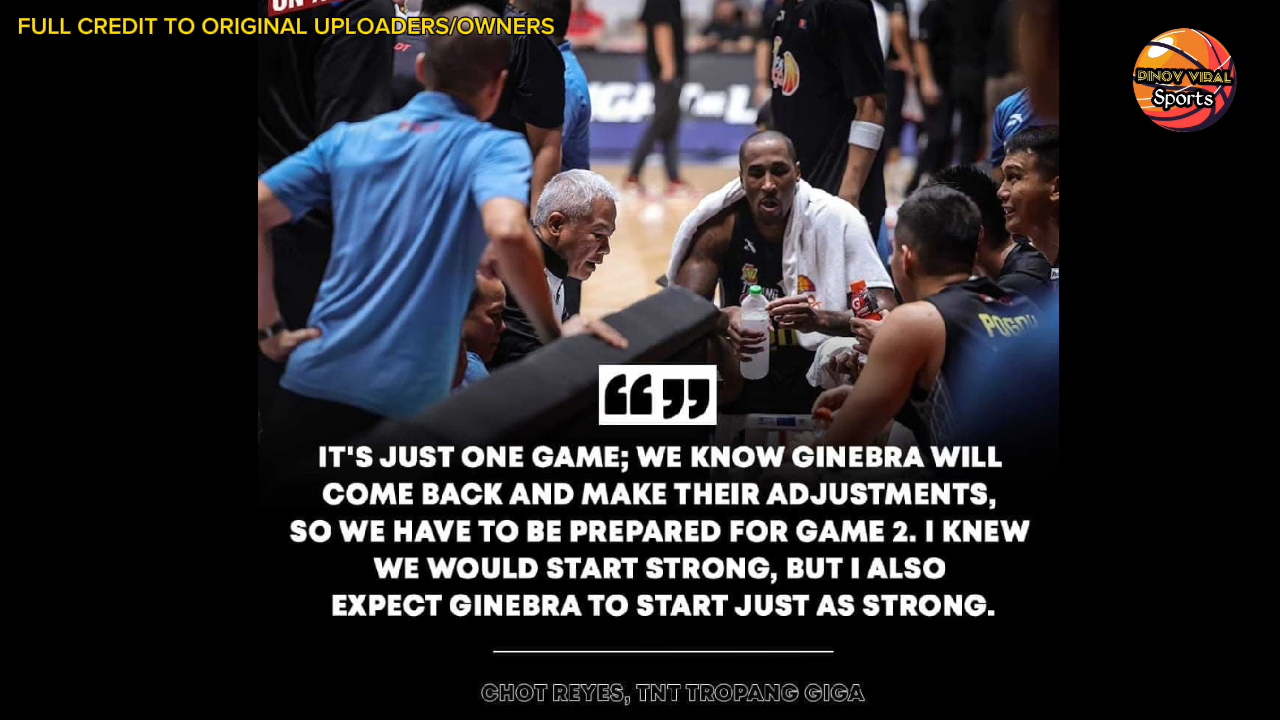 FULL CREDIT TO ORIGINAL UPLOADERS/OWNERS
PINOY VIRAL
Sports
IT'S JUST ONE GAME; WE KNOW GINEBRA WILL
COME BACK AND MAKE THEIR ADJUSTMENTS,
SO WE HAVE TO BE PREPARED FOR GAME 2. I KNEW
WE WOULD START STRONG, BUT I ALSO
EXPECT GINEBRA TO START JUST AS STRONG.
CHOT REYES, TNT TROPANG GIGA